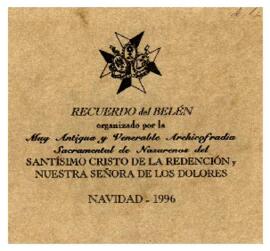 RECUERDO del BELÉN
organizado por la
Muy Antigua y Venerable Archicofradia
Sacramental de Nazarenos del
SANTÍSIMO CRISTO DE LA REDENCIÓN y
NUESTRA SEÑORA DE LOS DOLORES
NAVIDAD - 1996